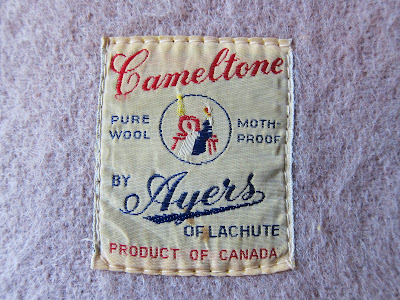 Cameltone
PURE WOOL
MOTH-PROOF
BY Ayers
OF LACHUTE
PRODUCT OF CANADA